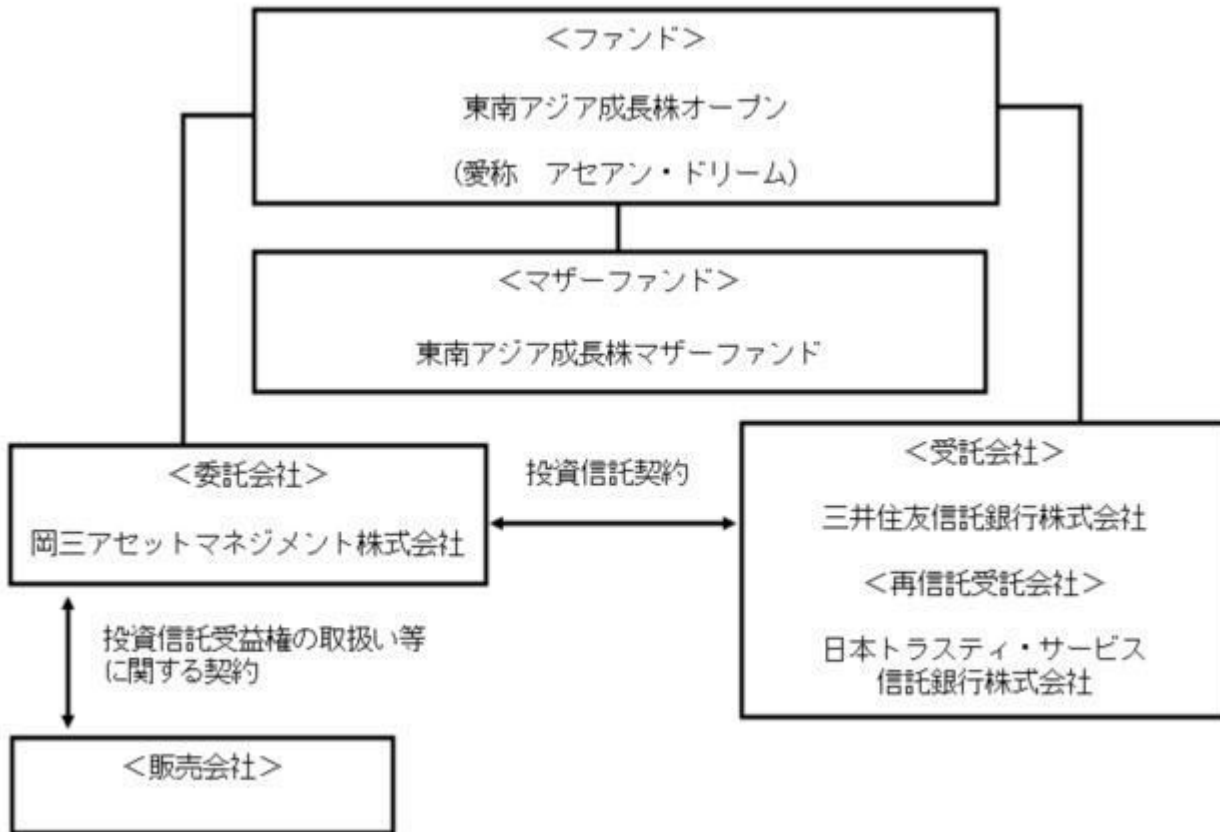 ＜ファンド＞
東南アジア成長株オープン
（愛称　アセアン・ドリーム）
＜マザーファンド＞
東南アジア成長株マザーファンド
＜委託会社＞
岡三アセットマネジメント株式会社
投資信託契約
＜受託会社＞
三井住友信託銀行株式会社
＜再信託受託会社＞
日本トラスティ・サービス
信託銀行株式会社
投資信託受益権の取扱い等
に関する契約
＜販売会社＞